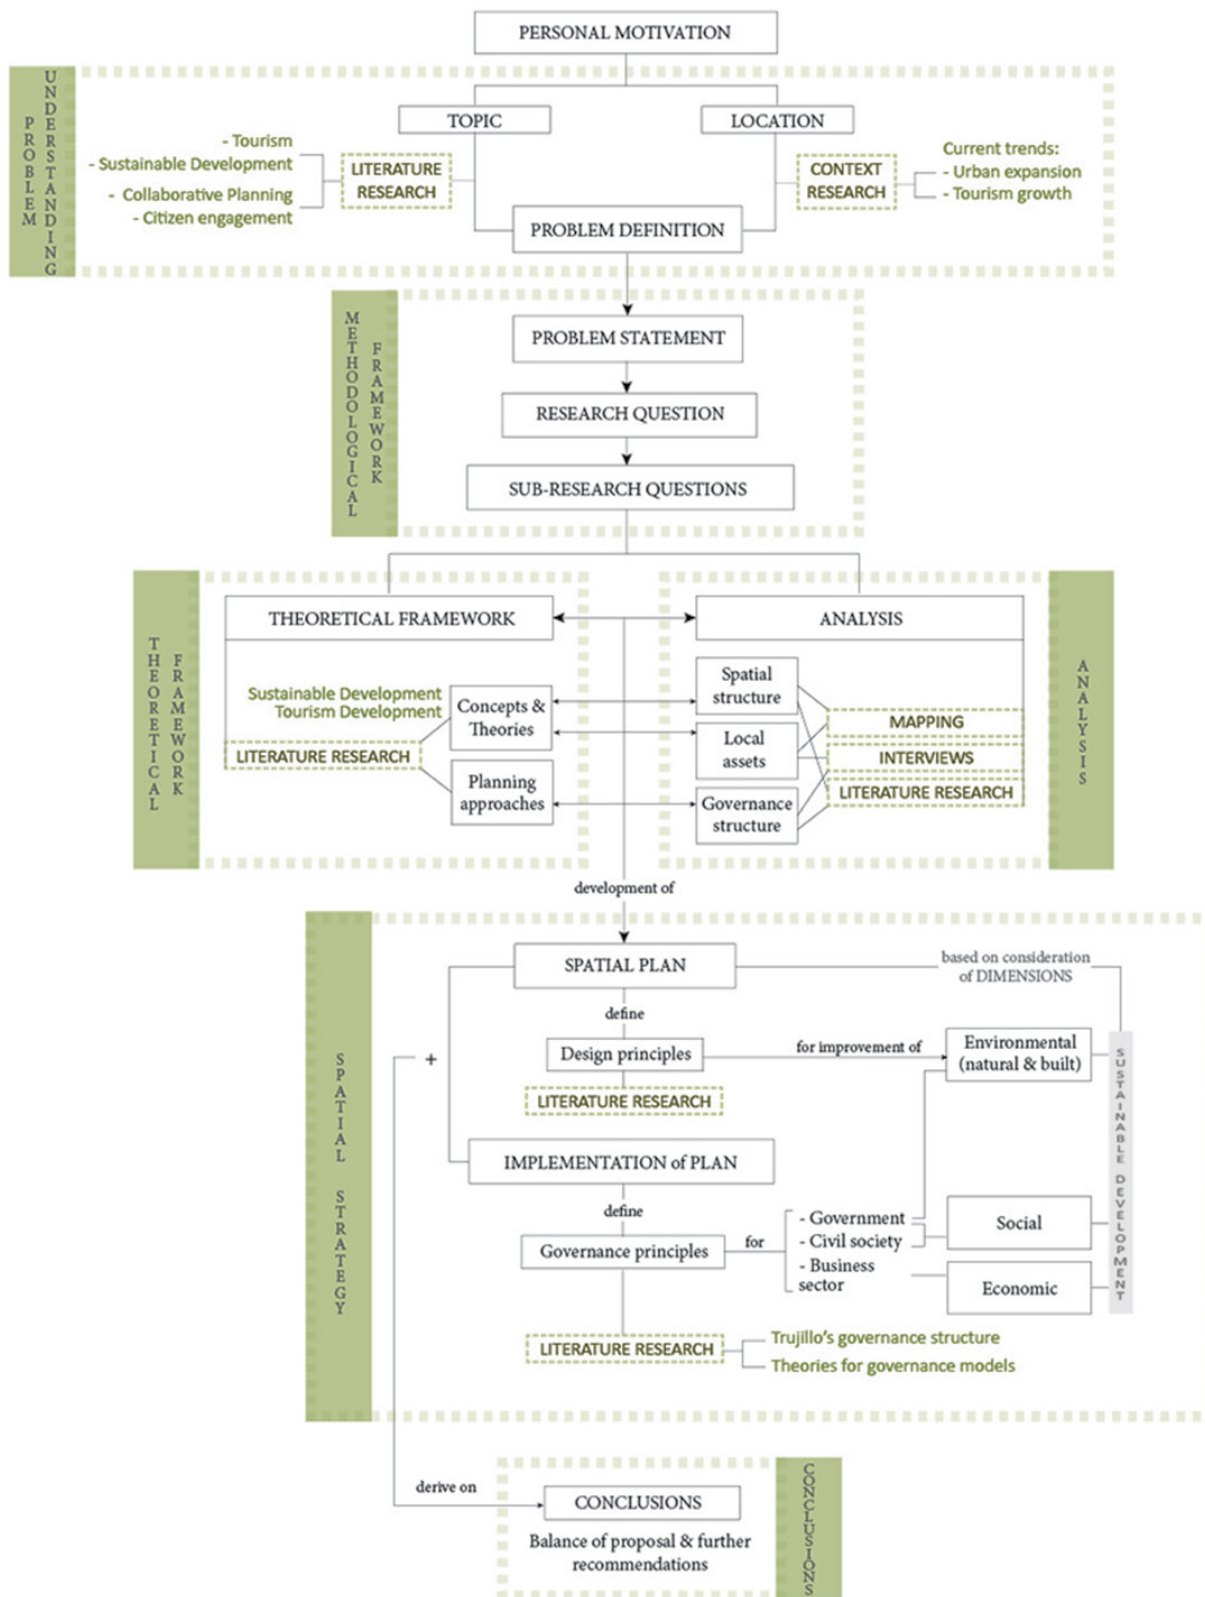 PERSONAL MOTIVATION
UNDERSTANDING
PROBLEM
TOPIC
LOCATION
- Tourism
- Sustainable Development
- Collaborative Planning
- Citizen engagement
LITERATURE
RESEARCH
CONTEXT
RESEARCH
Current trends:
- Urban expansion
- Tourism growth
PROBLEM DEFINITION
METHODOLOGICAL
FRAMEWORK
PROBLEM STATEMENT
RESEARCH QUESTION
SUB-RESEARCH QUESTIONS
THEORETICAL
FRAMEWORK
THEORETICAL FRAMEWORK
Sustainable Development
Tourism Development
LITERATURE RESEARCH
Concepts &
Theories
Planning
approaches
ANALYSIS
Spatial
structure
Local
assets
Governance
structure
MAPPING
INTERVIEWS
LITERATURE RESEARCH
ANALYSIS
development of
SPATIAL STRATEGY
SPATIAL PLAN
based on consideration
of DIMENSIONS
define
Design principles
for improvement of
Environmental
(natural & built)
+
LITERATURE RESEARCH
IMPLEMENTATION of PLAN
define
Governance principles
for
- Government
- Civil society
- Business
sector
Social
Economic
SUSTAINABLE DEVELOPMENT
LITERATURE RESEARCH
Trujillo's governance structure
Theories for governance models
derive on
CONCLUSIONS
Balance of proposal & further
recommendations
CONCLUSIONS